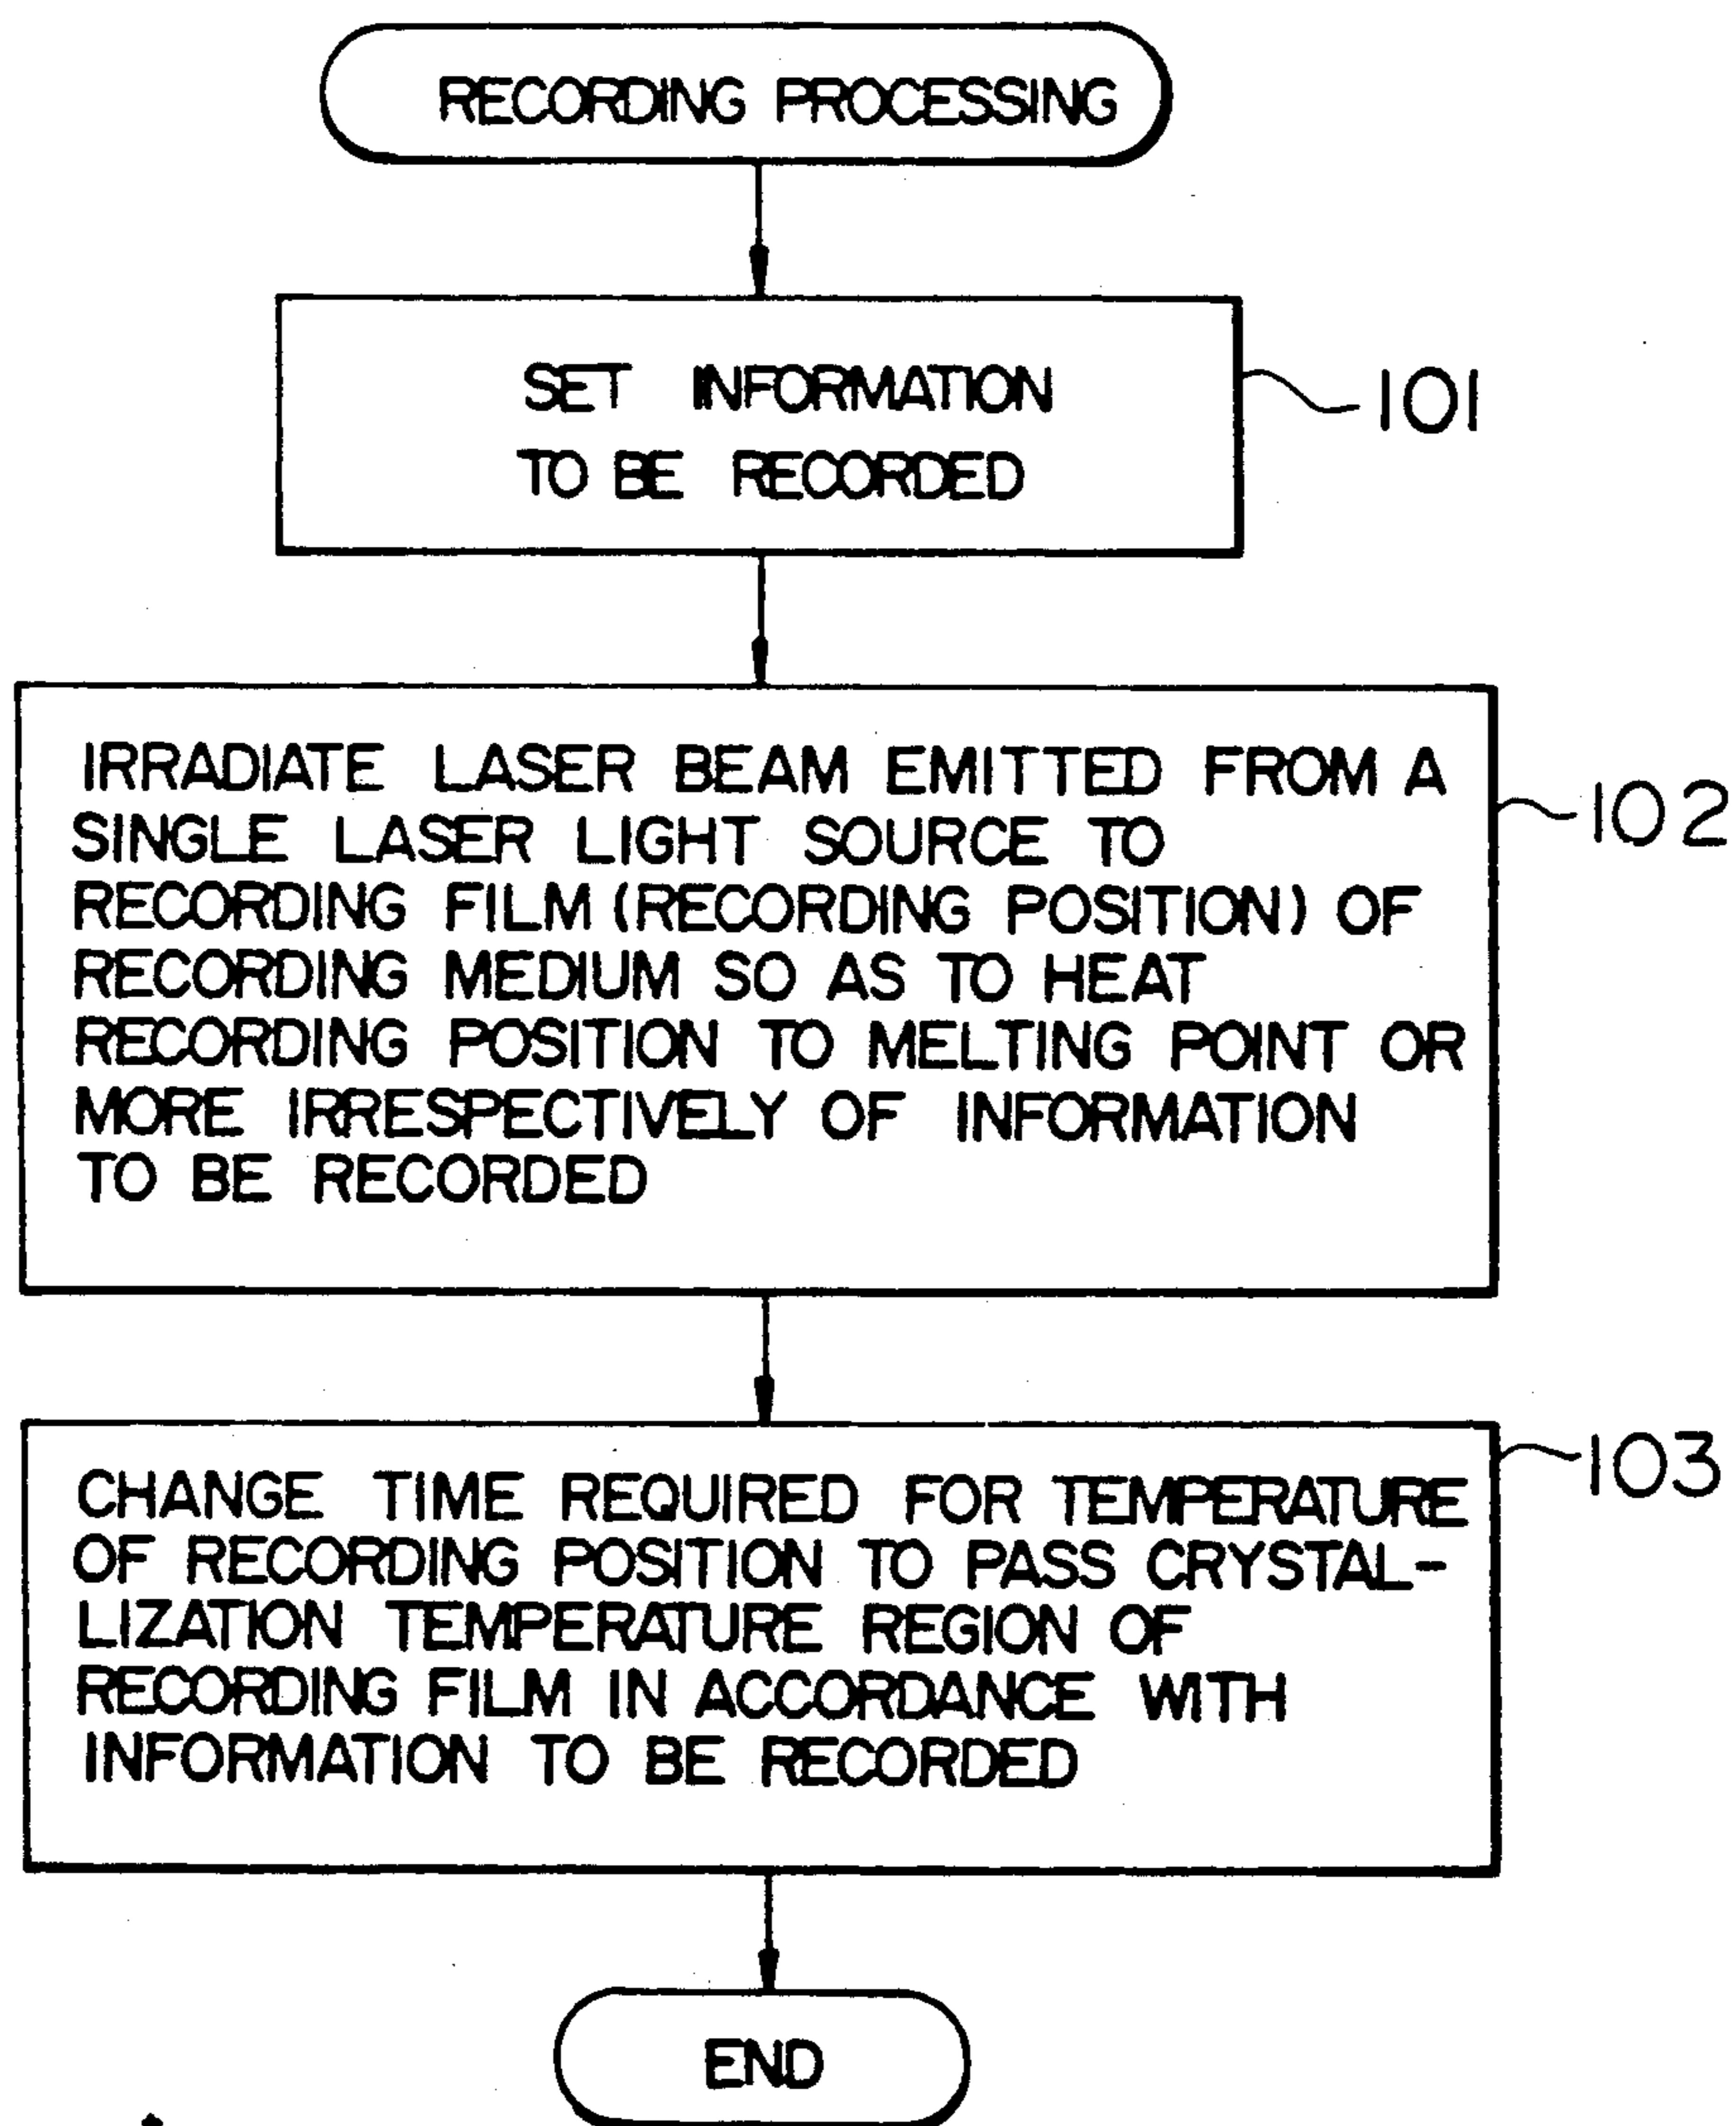 RECORDING PROCESSING
SET INFORMATION
TO BE RECORDED
101
IRRADIATE LASER BEAM EMITTED FROM A
SINGLE LASER LIGHT SOURCE TO
RECORDING FILM (RECORDING POSITION) OF
RECORDING MEDIUM SO AS TO HEAT
RECORDING POSITION TO MELTING POINT OR
MORE IRRESPECTIVELY OF INFORMATION
TO BE RECORDED
102
CHANGE TIME REQUIRED FOR TEMPERATURE
OF RECORDING POSITION TO PASS CRYSTAL-
LIZATION TEMPERATURE REGION OF
RECORDING FILM IN ACCORDANCE WITH
INFORMATION TO BE RECORDED
103
END